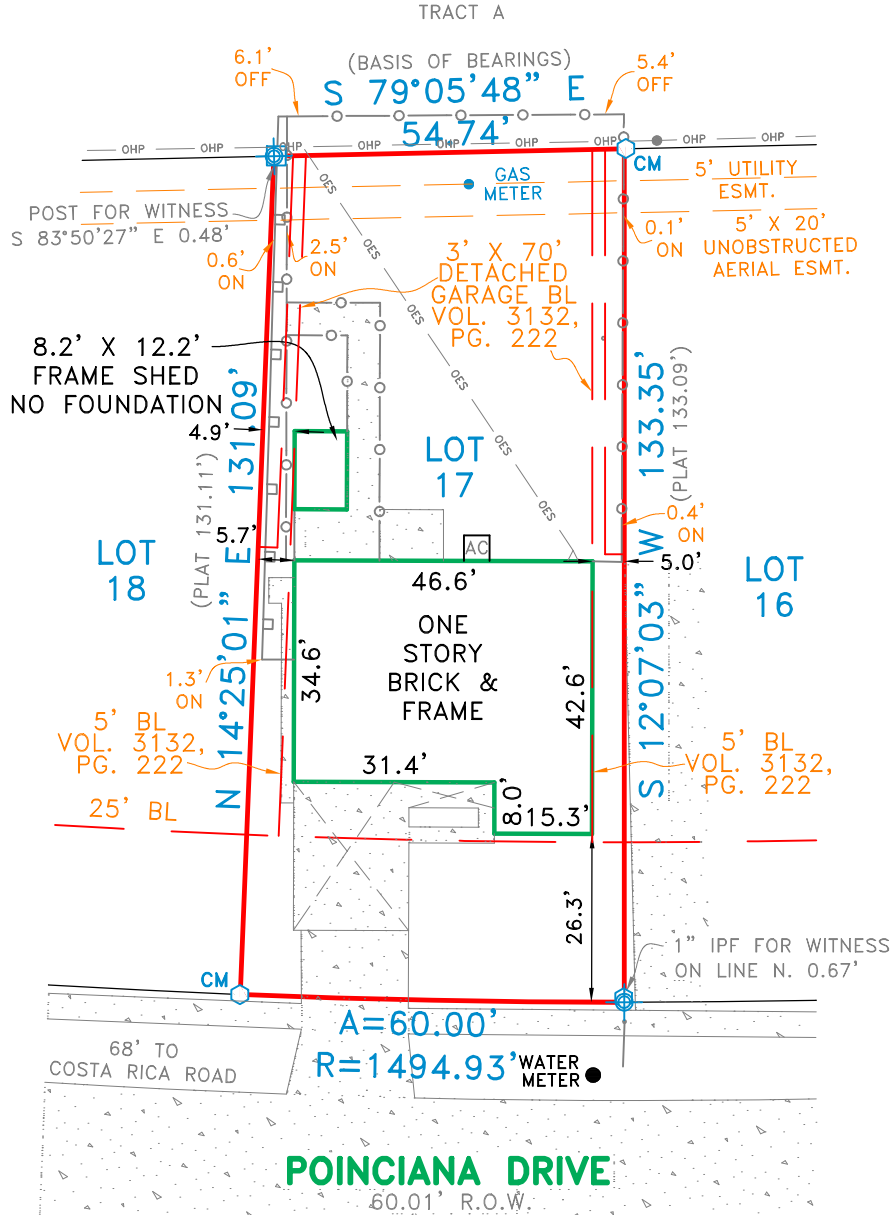 TRACT A
6.1'
OFF
(BASIS OF BEARINGS)
5.4'
OFF
S 79°05'48" E
54.74'
OHP
OHP
OHP
OHP
OHP
OHP
OHP
CM
GAS
METER
5' UTILITY
ESMT.
POST FOR WITNESS
S 83°50'27" E 0.48'
0.6'
ON
2.5'
ON
OES
OES
OES
OES
OES
OES
0.1'
ON
5' X 20'
UNOBSTRUCTED
AERIAL ESMT.
3' X 70'
DETACHED
GARAGE BL
VOL. 3132,
PG. 222
8.2' X 12.2'
FRAME SHED
NO FOUNDATION
4.9'
N 14°25'01" E 131.09'
(PLAT 131.11')
LOT
17
S 12°07'03" W 133.35'
(PLAT 133.09')
0.4'
ON
5.7'
5.0'
LOT
18
LOT
16
AC
46.6'
ONE
STORY
BRICK &
FRAME
34.6'
42.6'
1.3'
ON
5' BL
VOL. 3132,
PG. 222
31.4'
8.0'
15.3'
5' BL
VOL. 3132,
PG. 222
25' BL
26.3'
1" IPF FOR WITNESS
ON LINE N. 0.67'
CM
A=60.00'
R=1494.93'
68' TO
COSTA RICA ROAD
WATER
METER
POINCIANA DRIVE
60.01' R.O.W.